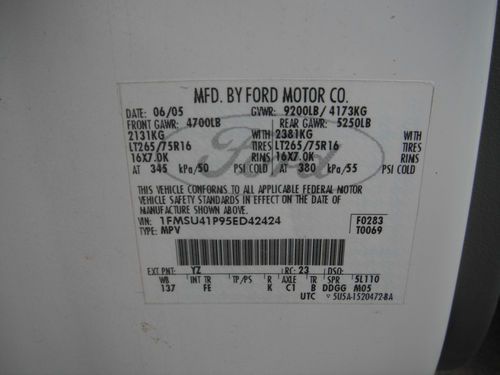 MFD. BY FORD MOTOR CO.
DATE: 06/05 GVWR: 9200LB/4173KG
FRONT GAWR: 4700LB REAR GAWR: 5250LB
2131KG WITH 2381KG WITH
LT265/75R16 TIRES LT265/75R16 TIRES
16X7.0K RIMS 16X7.0K RIMS
AT 345 kPa/50 PSI COLD AT 380 kPa/55 PSI COLD
Ford
THIS VEHICLE CONFORMS TO ALL APPLICABLE FEDERAL MOTOR
VEHICLE SAFETY STANDARDS IN EFFECT ON THE DATE OF
MANUFACTURE SHOWN ABOVE.
VIN: 1FMSU41P95ED42424 F0283
TYPE: MPV T0069
EXT PNT: YZ RC: 23 DSO:
WB INT TR TP/PS R AXLE TR SPR 5L110
137 FE K C1 B DDGG M05
UTC 5U5A-1520472-BA